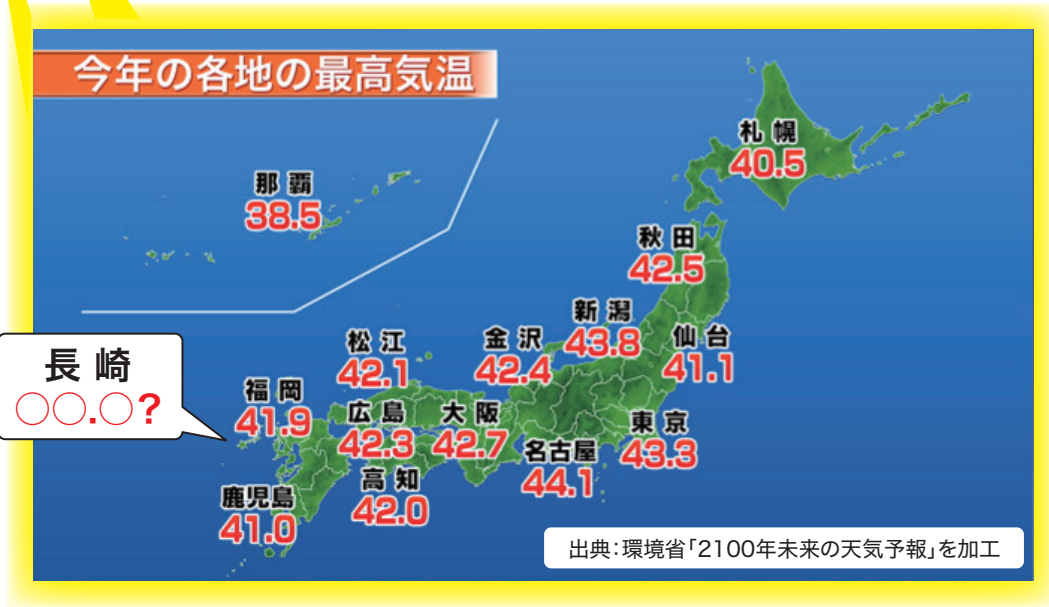 今年の各地の最高気温
札幌
40.5
那覇
38.5
秋田
42.5
新潟
43.8
仙台
41.1
金沢
42.4
松江
42.1
長崎
○○.○?
福岡
41.9
広島
42.3
大阪
42.7
東京
43.3
名古屋
44.1
高知
42.0
鹿児島
41.0
出典:環境省「2100年未来の天気予報」を加工